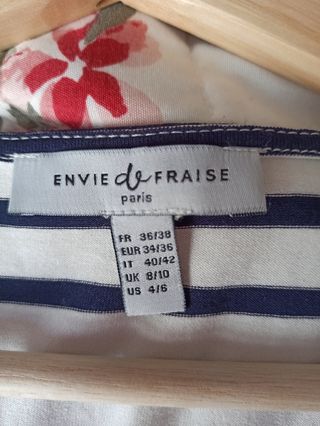 ENVIE de FRAISE
paris
FR 36/38
EUR 34/36
IT 40/42
UK 8/10
US 4/6